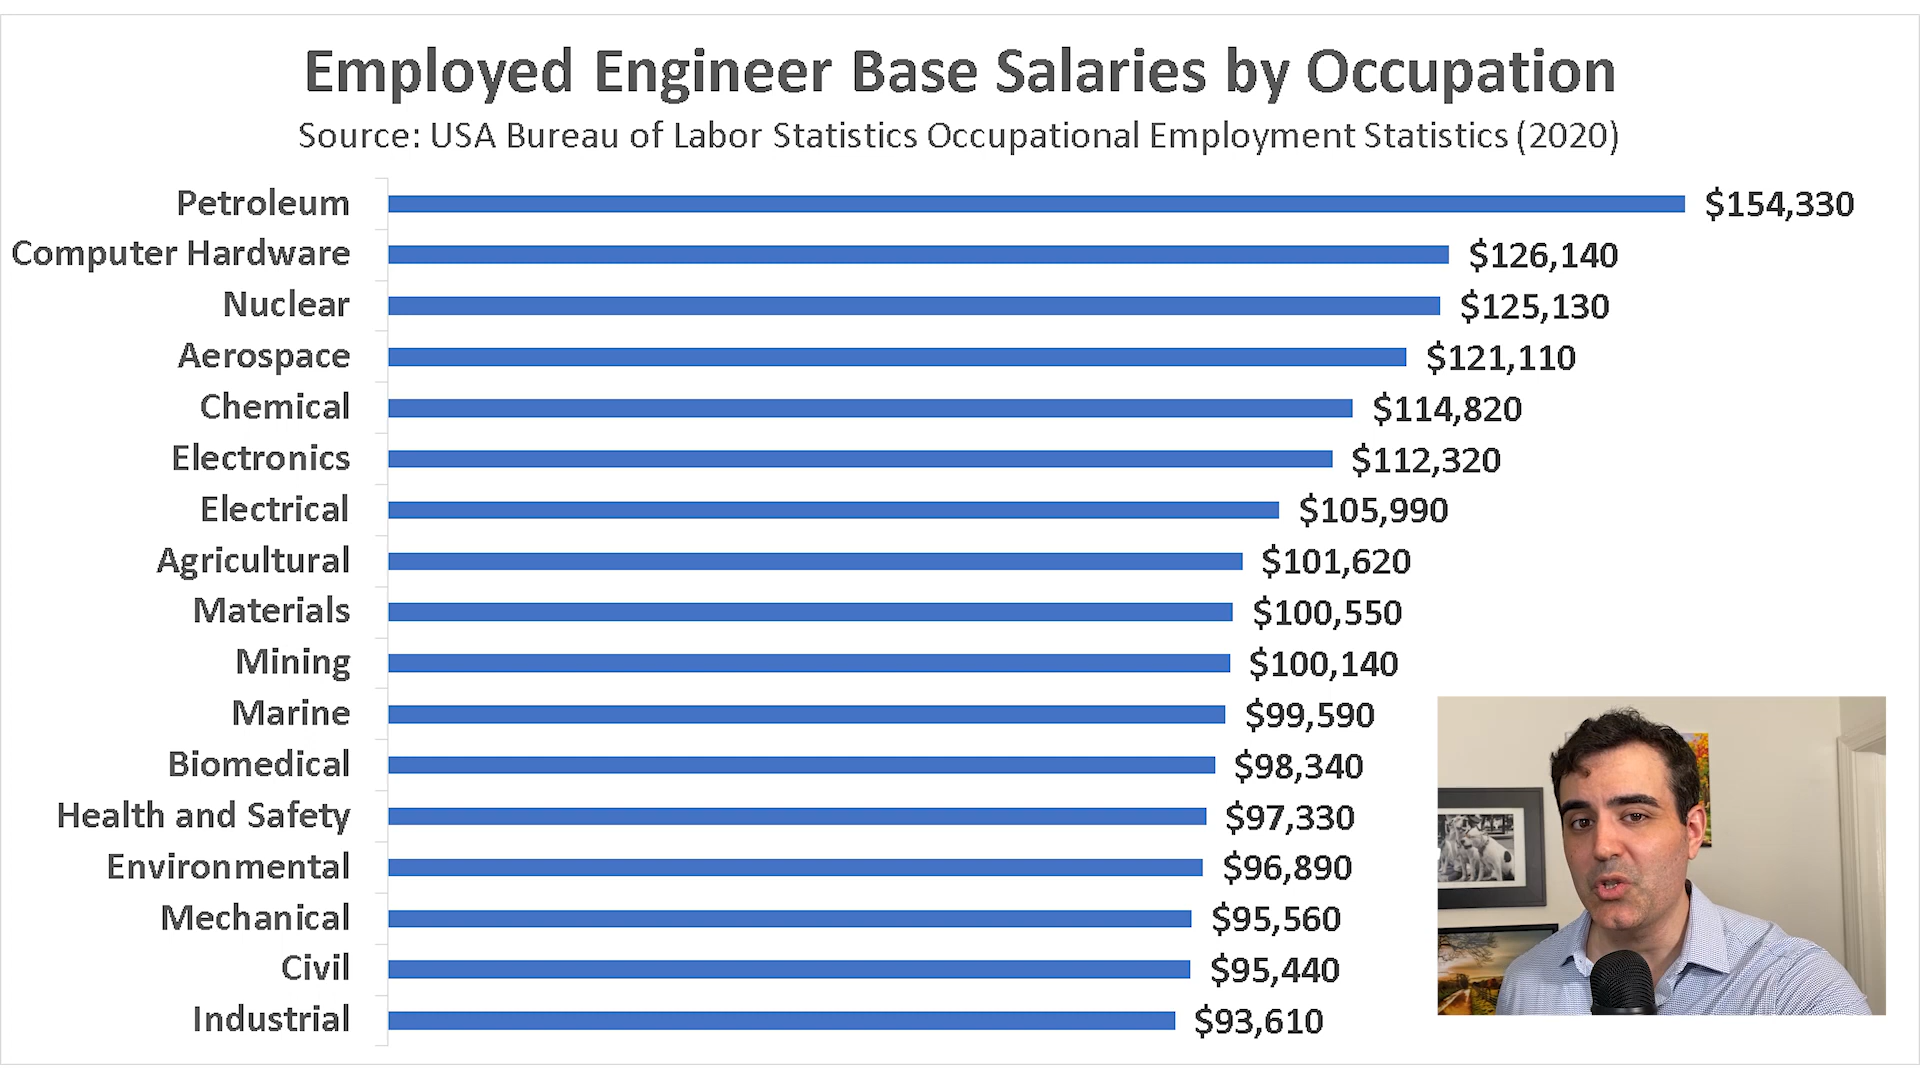 Employed Engineer Base Salaries by Occupation
Source: USA Bureau of Labor Statistics Occupational Employment Statistics (2020)
Petroleum $154,330
Computer Hardware $126,140
Nuclear $125,130
Aerospace $121,110
Chemical $114,820
Electronics $112,320
Electrical $105,990
Agricultural $101,620
Materials $100,550
Mining $100,140
Marine $99,590
Biomedical $98,340
Health and Safety $97,330
Environmental $96,890
Mechanical $95,560
Civil $95,440
Industrial $93,610